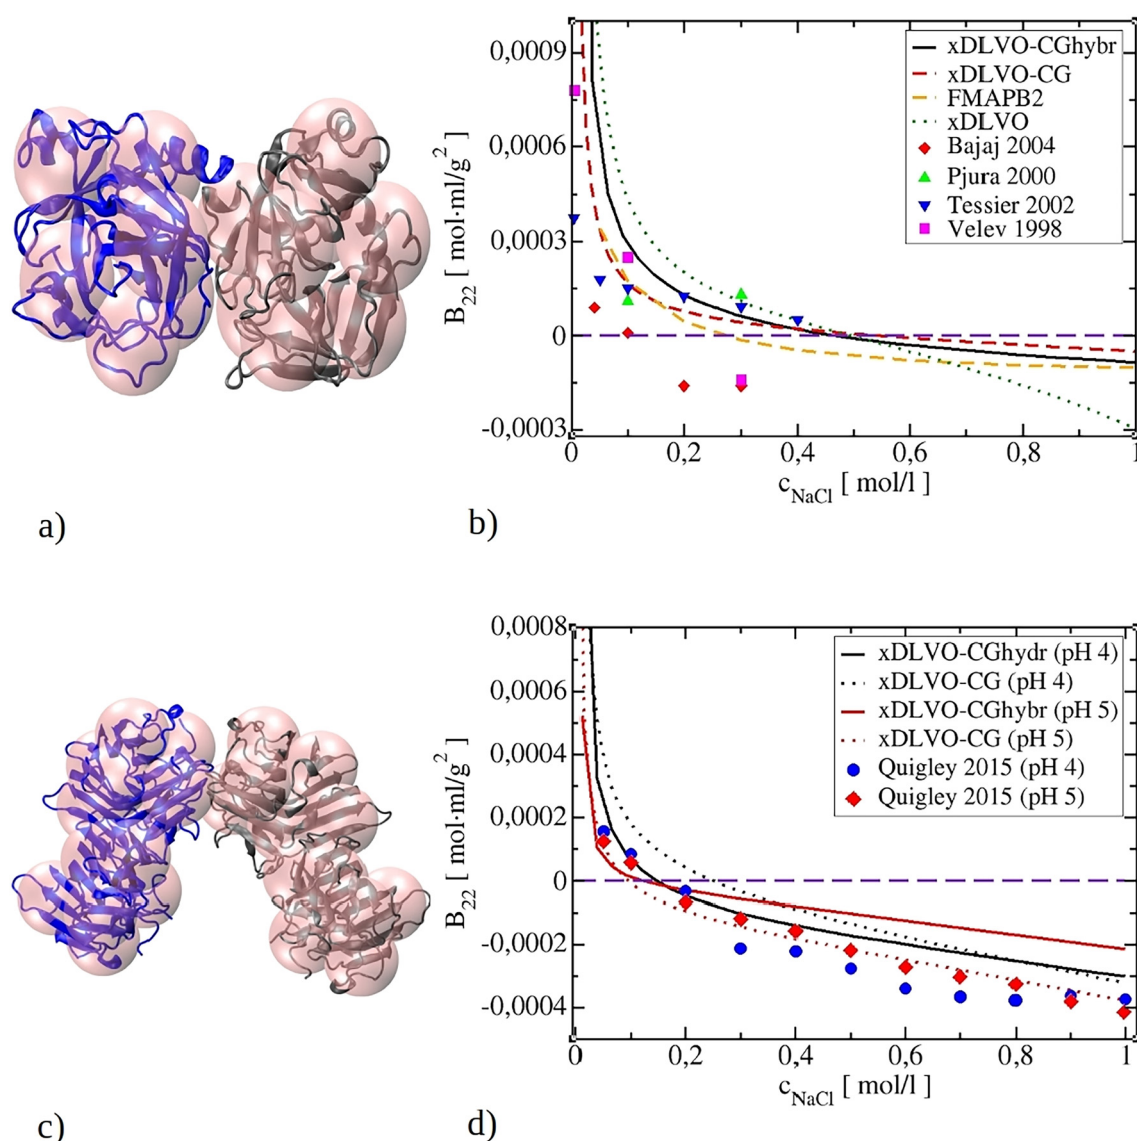 0,0009
0,0006
0,0003
0
-0,0003
B22 [ mol·ml/g2 ]
xDLVO-CGhybr
xDLVO-CG
FMAPB2
xDLVO
Bajaj 2004
Pjura 2000
Tessier 2002
Velev 1998
0 0,2 0,4 0,6 0,8 1
cNaCl [ mol/l ]
a)
b)
0,0008
0,0006
0,0004
0,0002
0
-0,0002
-0,0004
B22 [ mol·ml/g2 ]
xDLVO-CGhydr (pH 4)
xDLVO-CG (pH 4)
xDLVO-CGhybr (pH 5)
xDLVO-CG (pH 5)
Quigley 2015 (pH 4)
Quigley 2015 (pH 5)
0 0,2 0,4 0,6 0,8 1
cNaCl [ mol/l ]
c)
d)